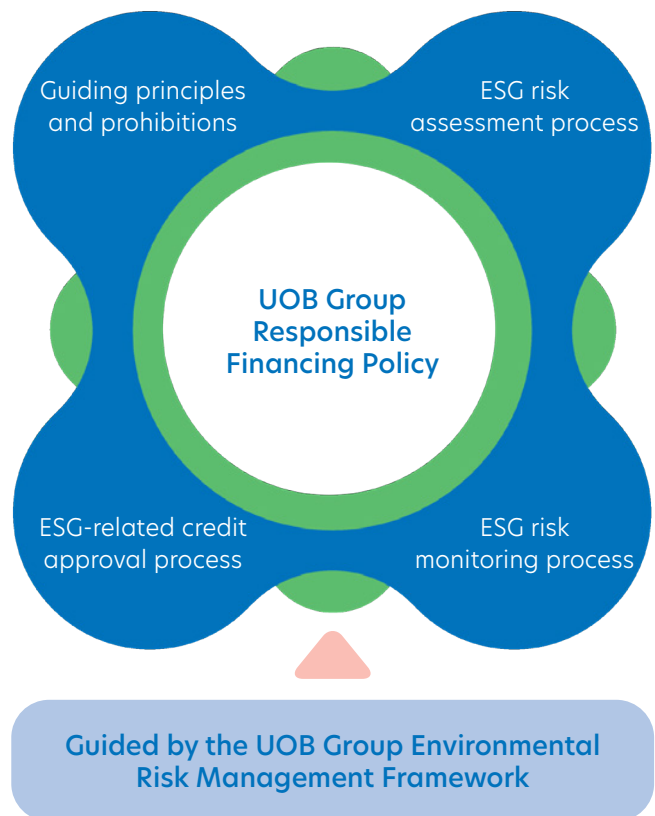 Guiding principles
and prohibitions
ESG risk
assessment process
UOB Group
Responsible
Financing Policy
ESG-related credit
approval process
ESG risk
monitoring process
Guided by the UOB Group Environmental
Risk Management Framework